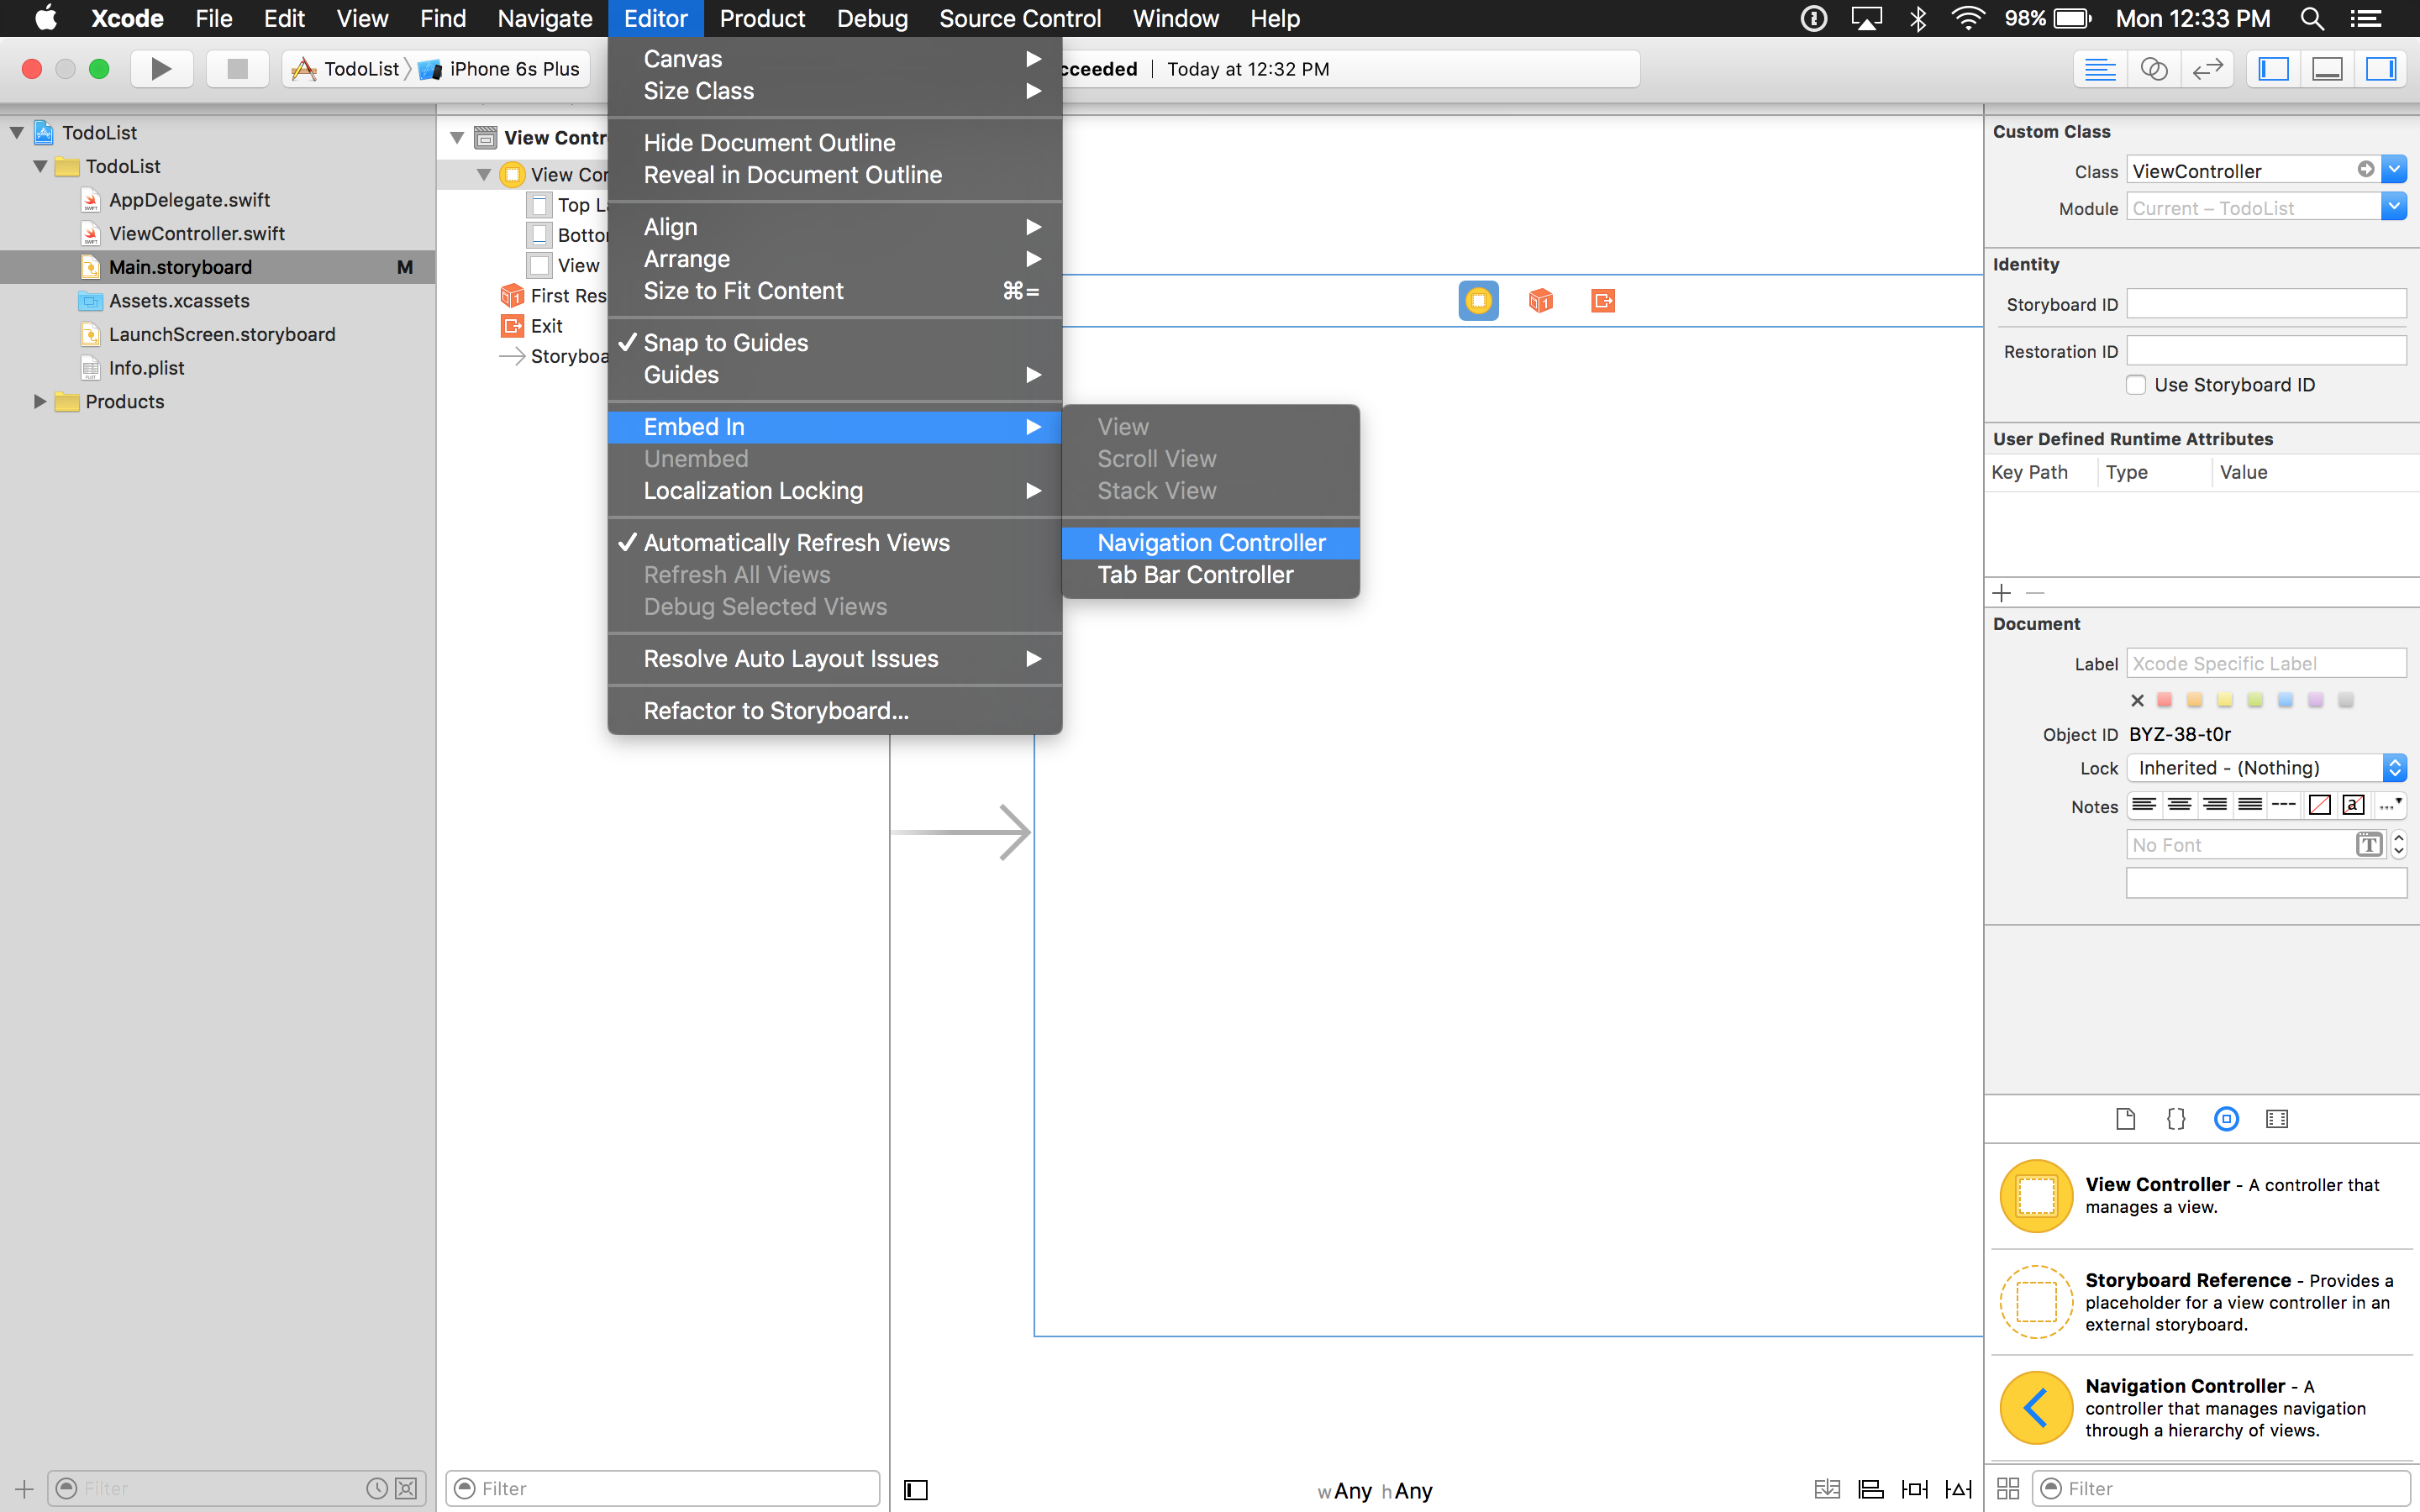 Xcode File Edit View Find Navigate Editor Product Debug Source Control Window Help 98% Mon 12:33 PM
TodoList iPhone 6s Plus cceeded | Today at 12:32 PM
TodoList
TodoList
AppDelegate.swift
ViewController.swift
Main.storyboard M
Assets.xcassets
LaunchScreen.storyboard
Info.plist
Products
Filter
View Contr
View Cor
Top La
Botto
View
First Res
Exit
Storyboa
Filter
Canvas
Size Class
Hide Document Outline
Reveal in Document Outline
Align
Arrange
Size to Fit Content ⌘=
✓ Snap to Guides
Guides
Embed In
Unembed
Localization Locking
✓ Automatically Refresh Views
Refresh All Views
Debug Selected Views
Resolve Auto Layout Issues
Refactor to Storyboard...
View
Scroll View
Stack View
Navigation Controller
Tab Bar Controller
wAny hAny
Custom Class
Class ViewController
Module Current – TodoList
Identity
Storyboard ID
Restoration ID
Use Storyboard ID
User Defined Runtime Attributes
Key Path Type Value
Document
Label Xcode Specific Label
Object ID BYZ-38-t0r
Lock Inherited - (Nothing)
Notes
No Font
View Controller - A controller that
manages a view.
Storyboard Reference - Provides a
placeholder for a view controller in an
external storyboard.
Navigation Controller - A
controller that manages navigation
through a hierarchy of views.
Filter